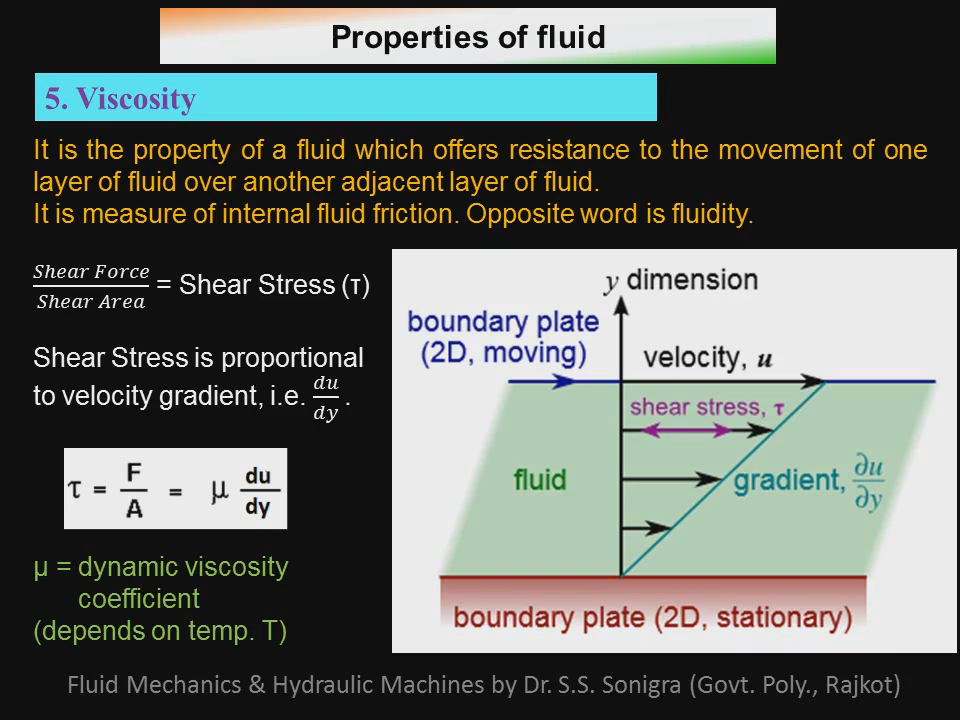 Properties of fluid
5. Viscosity
It is the property of a fluid which offers resistance to the movement of one
layer of fluid over another adjacent layer of fluid.
It is measure of internal fluid friction. Opposite word is fluidity.
Shear Force/Shear Area = Shear Stress (τ)
Shear Stress is proportional
to velocity gradient, i.e. du/dy .
τ = F/A = μ du/dy
μ = dynamic viscosity
coefficient
(depends on temp. T)
y dimension
boundary plate
(2D, moving)
velocity, u
shear stress, τ
fluid
gradient, ∂u/∂y
boundary plate (2D, stationary)
Fluid Mechanics & Hydraulic Machines by Dr. S.S. Sonigra (Govt. Poly., Rajkot)